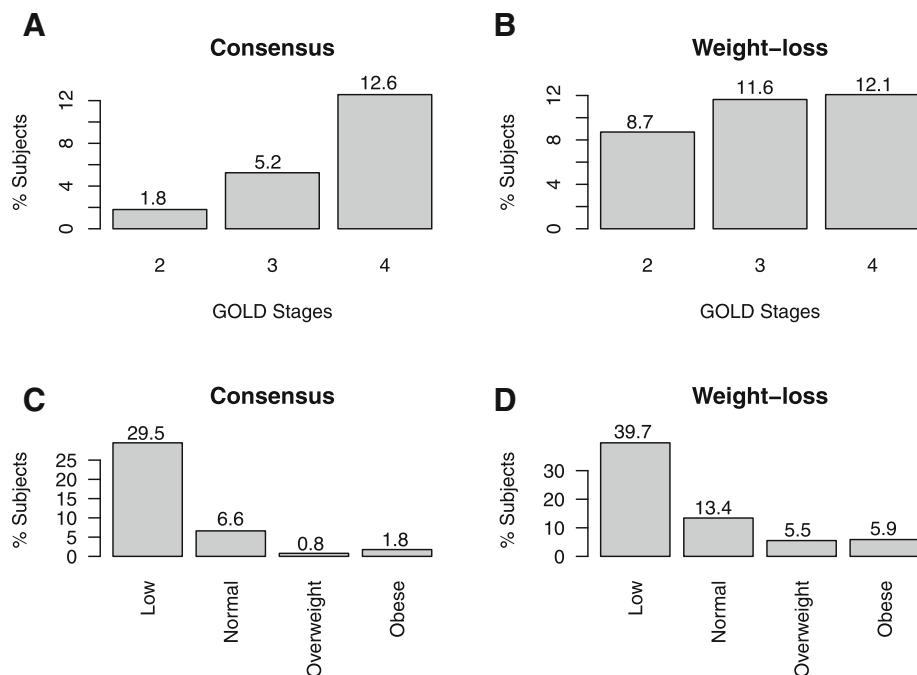 A
Consensus
% Subjects
0 4 8 12
1.8
5.2
12.6
2 3 4
GOLD Stages
B
Weight−loss
% Subjects
0 4 8 12
8.7
11.6
12.1
2 3 4
GOLD Stages
C
Consensus
% Subjects
25
20
15
10
5
0
29.5
6.6
0.8
1.8
Low
Normal
Overweight
Obese
D
Weight−loss
% Subjects
30
20
10
0
39.7
13.4
5.5
5.9
Low
Normal
Overweight
Obese